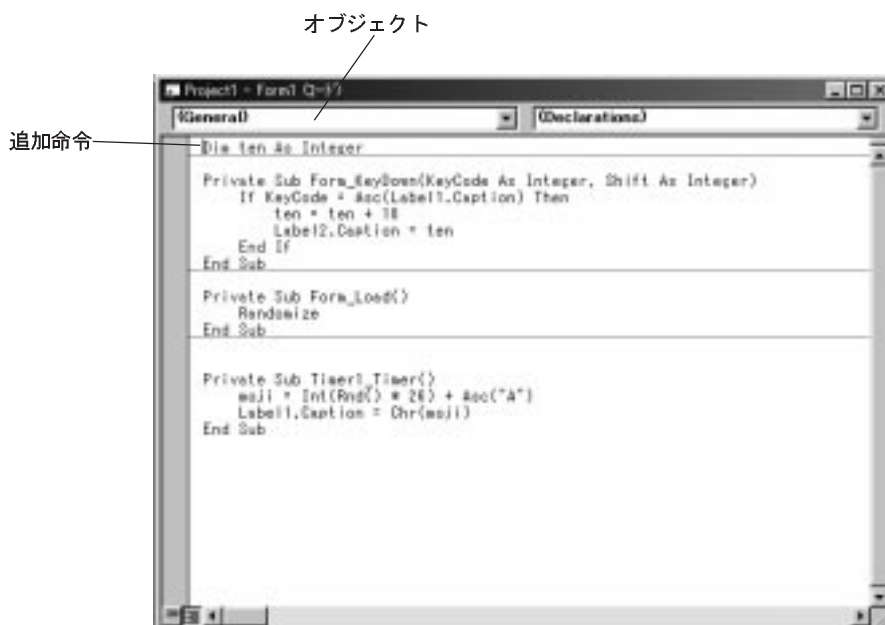 オブジェクト
Project1 - Form1 (コード)
(General)
(Declarations)
追加命令
Dim ten As Integer
Private Sub Form_KeyDown(KeyCode As Integer, Shift As Integer)
If KeyCode = Asc(Label1.Caption) Then
ten = ten + 10
Label2.Caption = ten
End If
End Sub
Private Sub Form_Load()
Randomize
End Sub
Private Sub Timer1_Timer()
moji = Int(Rnd() * 26) + Asc("A")
Label1.Caption = Chr(moji)
End Sub